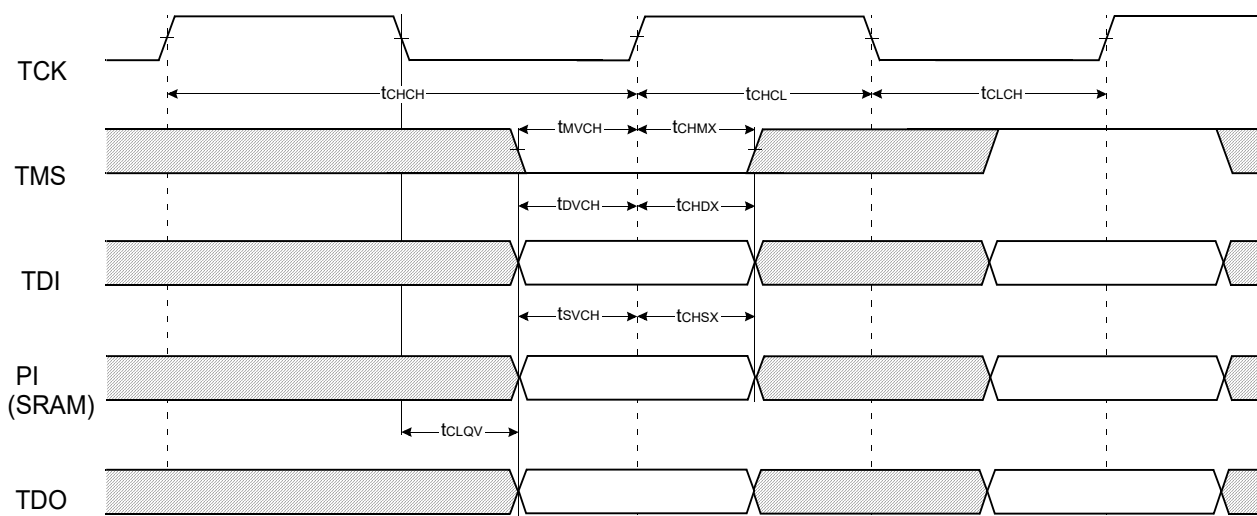 TCK
tCHCH
tCHCL
tCLCH
tMVCH
tCHMX
TMS
tDVCH
tCHDX
TDI
tSVCH
tCHSX
PI
(SRAM)
tCLQV
TDO